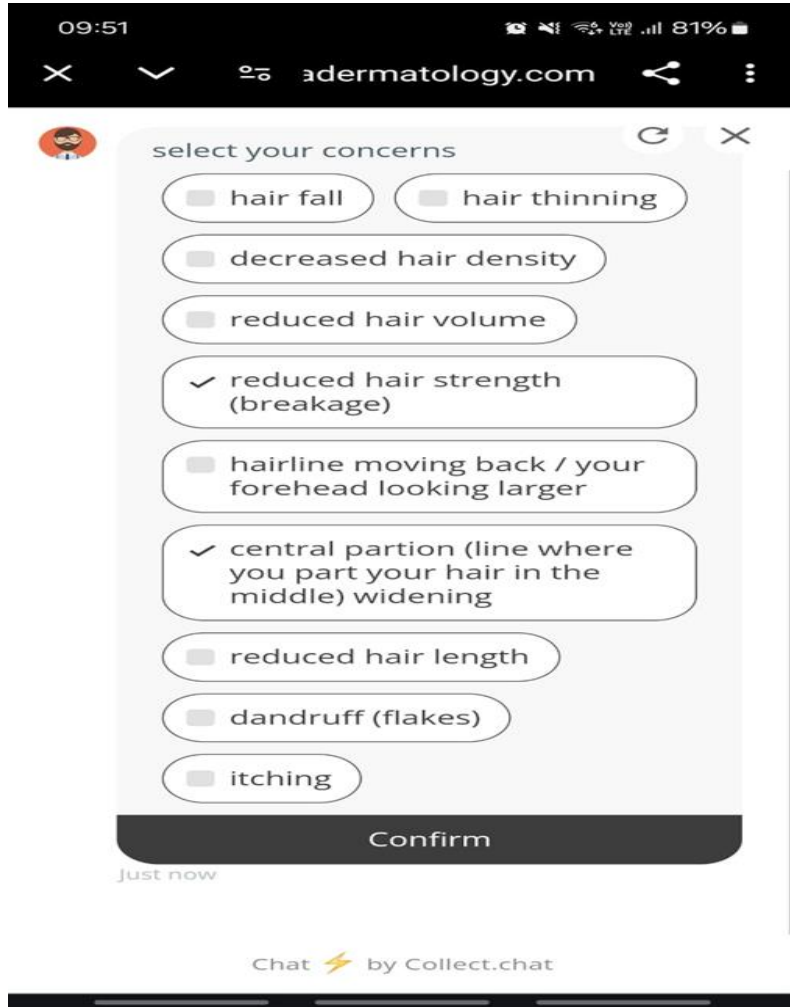 09:51
Voo LTE 81%
adermatology.com
select your concerns
hair fall
hair thinning
decreased hair density
reduced hair volume
reduced hair strength
(breakage)
hairline moving back / your
forehead looking larger
central partion (line where
you part your hair in the
middle) widening
reduced hair length
dandruff (flakes)
itching
Confirm
Just now
Chat ⚡ by Collect.chat